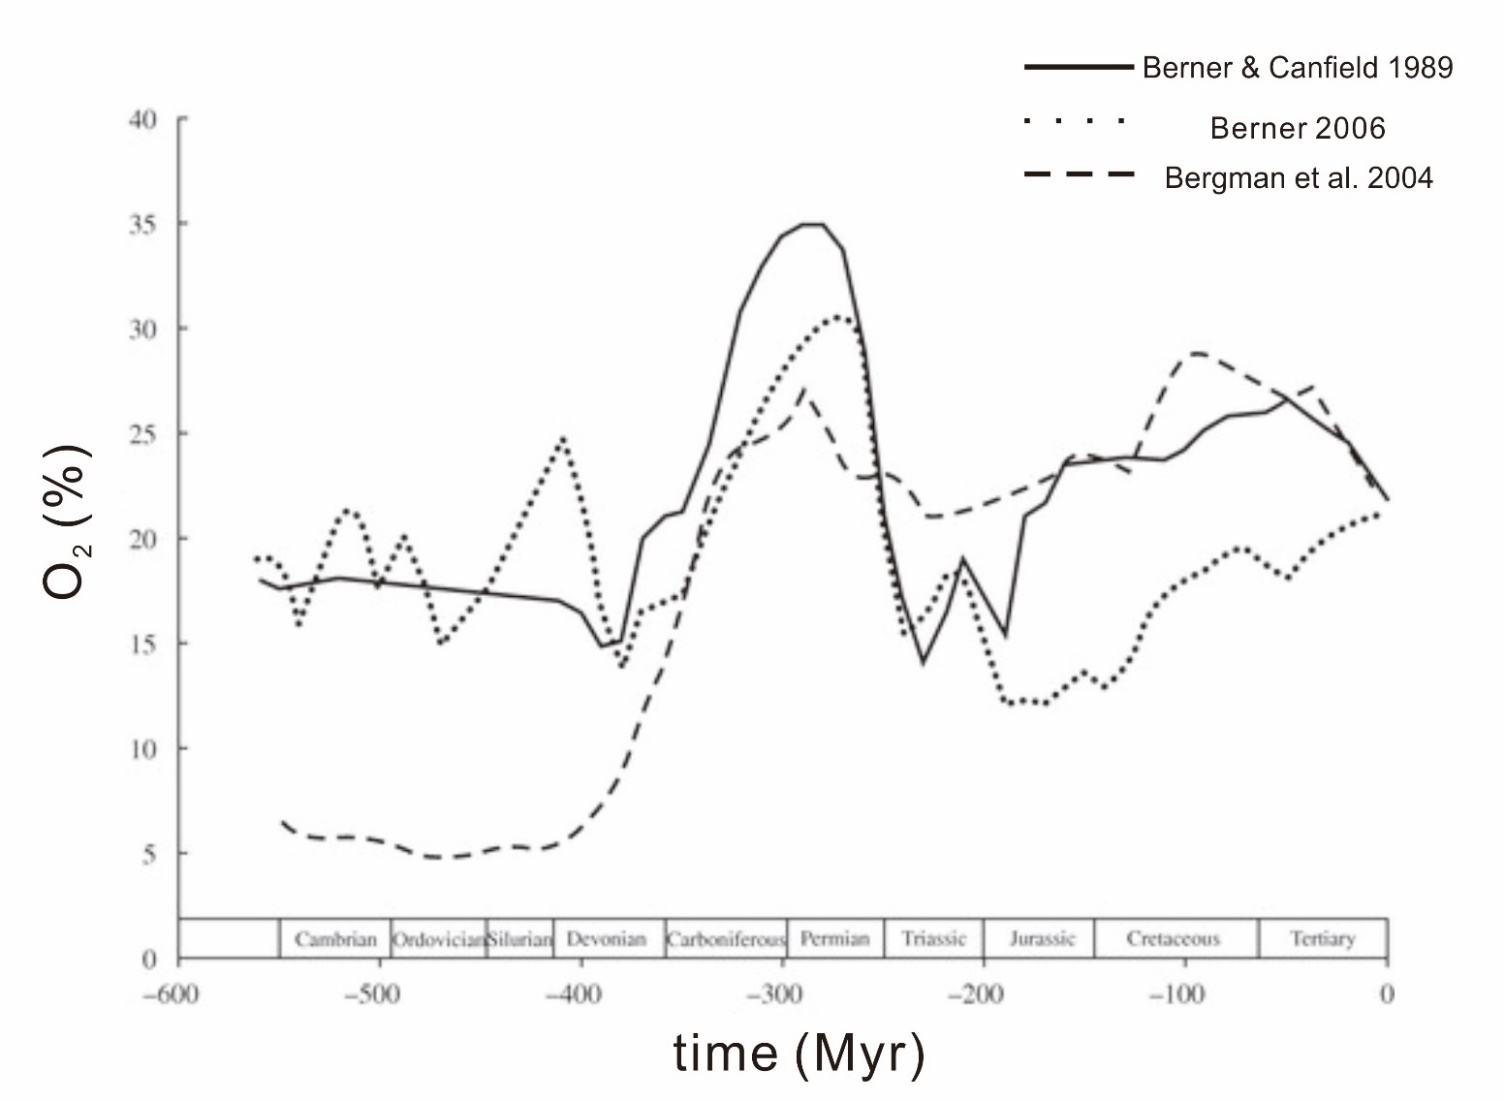 Berner & Canfield 1989
Berner 2006
Bergman et al. 2004
40
35
30
25
20
15
10
5
0
O2 (%)
Cambrian Ordovician Silurian Devonian Carboniferous Permian Triassic Jurassic Cretaceous Tertiary
–600 –500 –400 –300 –200 –100 0
time (Myr)